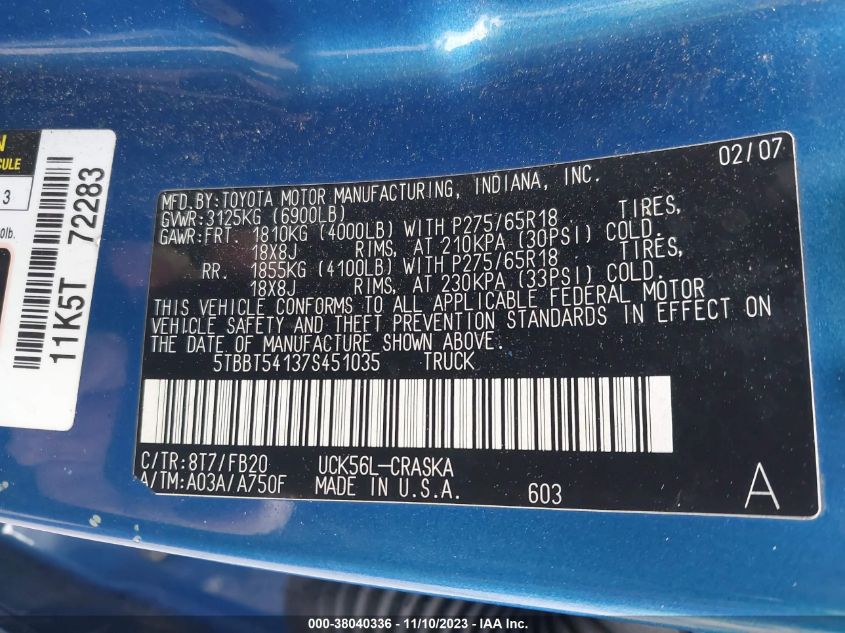 N
CULE
3
0lb.
11K5T 72283
02/07
MFD. BY: TOYOTA MOTOR MANUFACTURING, INDIANA, INC.
GVWR: 3125KG (6900LB)
GAWR: FRT. 1810KG (4000LB) WITH P275/65R18 TIRES,
18X8J RIMS, AT 210KPA (30PSI) COLD.
RR. 1855KG (4100LB) WITH P275/65R18 TIRES,
18X8J RIMS, AT 230KPA (33PSI) COLD.
THIS VEHICLE CONFORMS TO ALL APPLICABLE FEDERAL MOTOR
VEHICLE SAFETY AND THEFT PREVENTION STANDARDS IN EFFECT ON
THE DATE OF MANUFACTURE SHOWN ABOVE.
5TBBT54137S451035 TRUCK
C/TR: 8T7/FB20 UCK56L-CRASKA
A/TM: A03A/A750F MADE IN U.S.A. 603 A
000-38040336 - 11/10/2023 - IAA Inc.